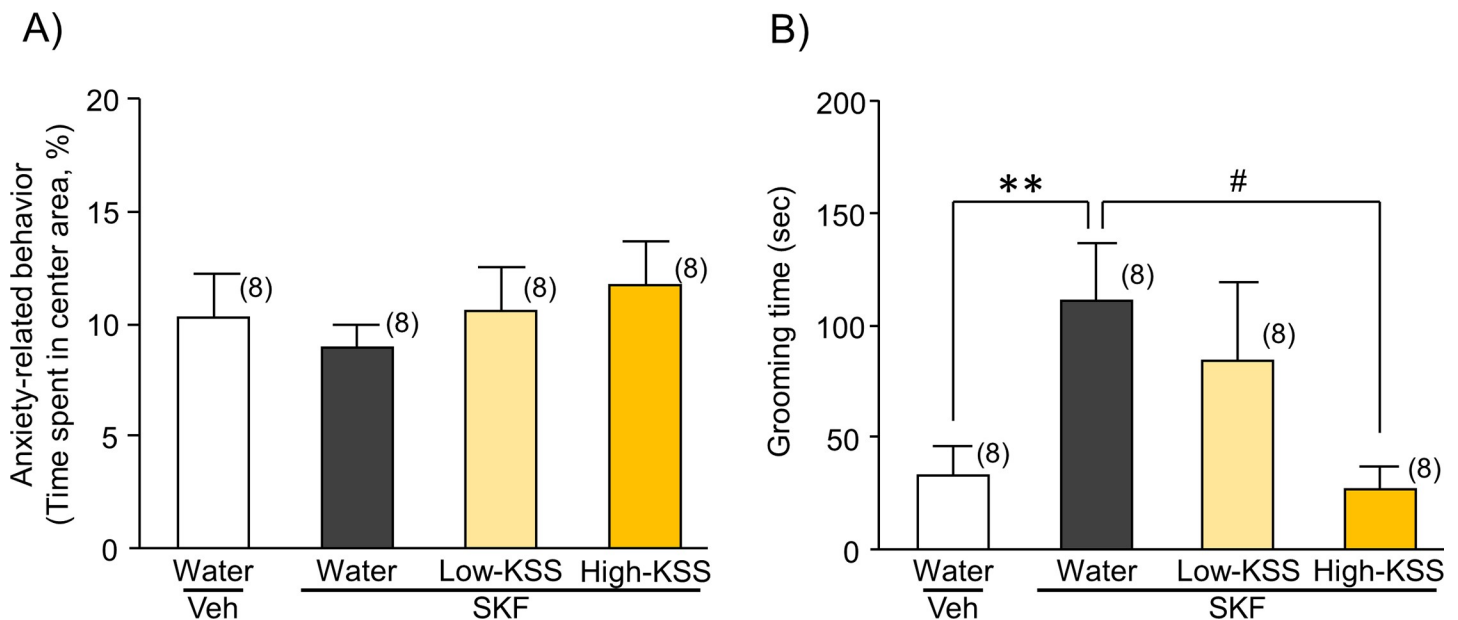 A)
Anxiety-related behavior
(Time spent in center area, %)
20
15
10
5
0
(8)
(8)
(8)
(8)
Water
Water
Low-KSS
High-KSS
Veh
SKF
B)
Grooming time (sec)
200
150
100
50
0
**
#
(8)
(8)
(8)
(8)
Water
Water
Low-KSS
High-KSS
Veh
SKF